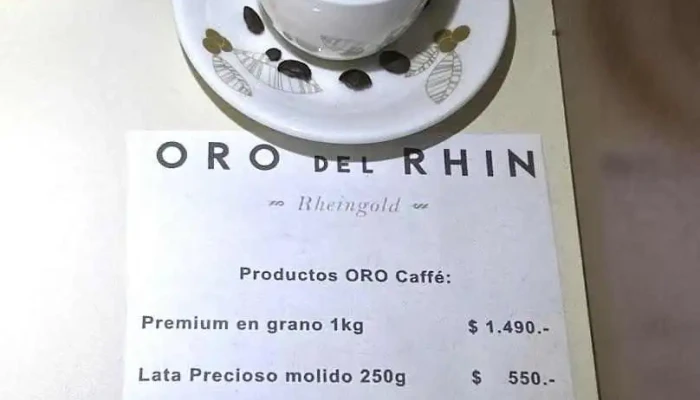 ORO DEL RHIN
Rheingold
Productos ORO Caffé:
Premium en grano 1kg $ 1.490.-
Lata Precioso molido 250g $ 550.-